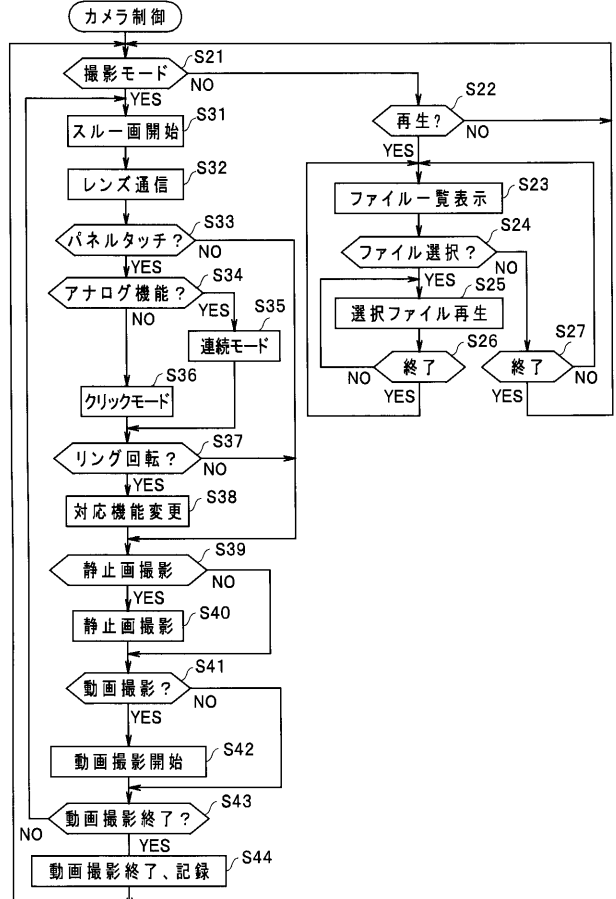 カメラ制御
撮影モード
S21
NO
YES
スルー画開始
S31
レンズ通信
S32
パネルタッチ?
S33
NO
YES
アナログ機能?
S34
YES
NO
連続モード
S35
クリックモード
S36
リング回転?
S37
NO
YES
対応機能変更
S38
静止画撮影
S39
NO
YES
静止画撮影
S40
動画撮影?
S41
NO
YES
動画撮影開始
S42
動画撮影終了?
S43
NO
YES
動画撮影終了、記録
S44
再生?
S22
NO
YES
ファイル一覧表示
S23
ファイル選択?
S24
NO
YES
選択ファイル再生
S25
終了
S26
NO
YES
終了
S27
NO
YES